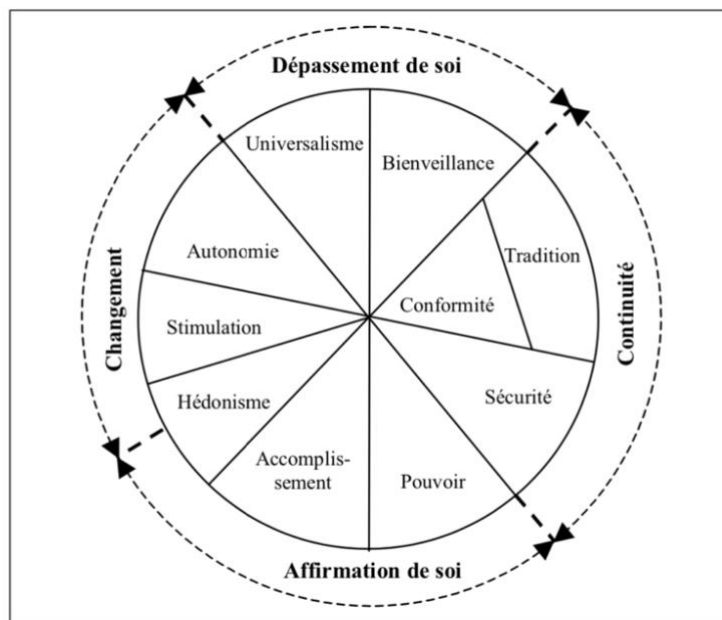 Dépassement de soi
Universalisme
Bienveillance
Autonomie
Tradition
Changement
Stimulation
Conformité
Continuité
Hédonisme
Sécurité
Accomplis-
sement
Pouvoir
Affirmation de soi